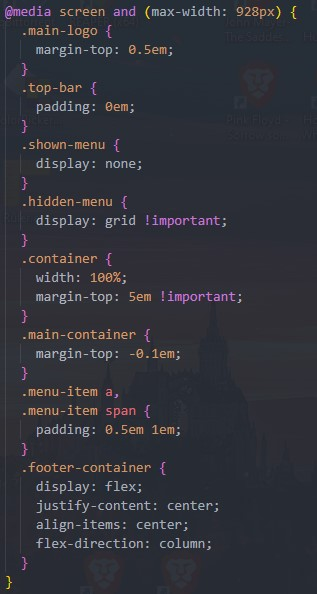 @media screen and (max-width: 928px) {
  .main-logo {
    margin-top: 0.5em;
  }
  .top-bar {
    padding: 0em;
  }
  .shown-menu {
    display: none;
  }
  .hidden-menu {
    display: grid !important;
  }
  .container {
    width: 100%;
    margin-top: 5em !important;
  }
  .main-container {
    margin-top: -0.1em;
  }
  .menu-item a,
  .menu-item span {
    padding: 0.5em 1em;
  }
  .footer-container {
    display: flex;
    justify-content: center;
    align-items: center;
    flex-direction: column;
  }
}